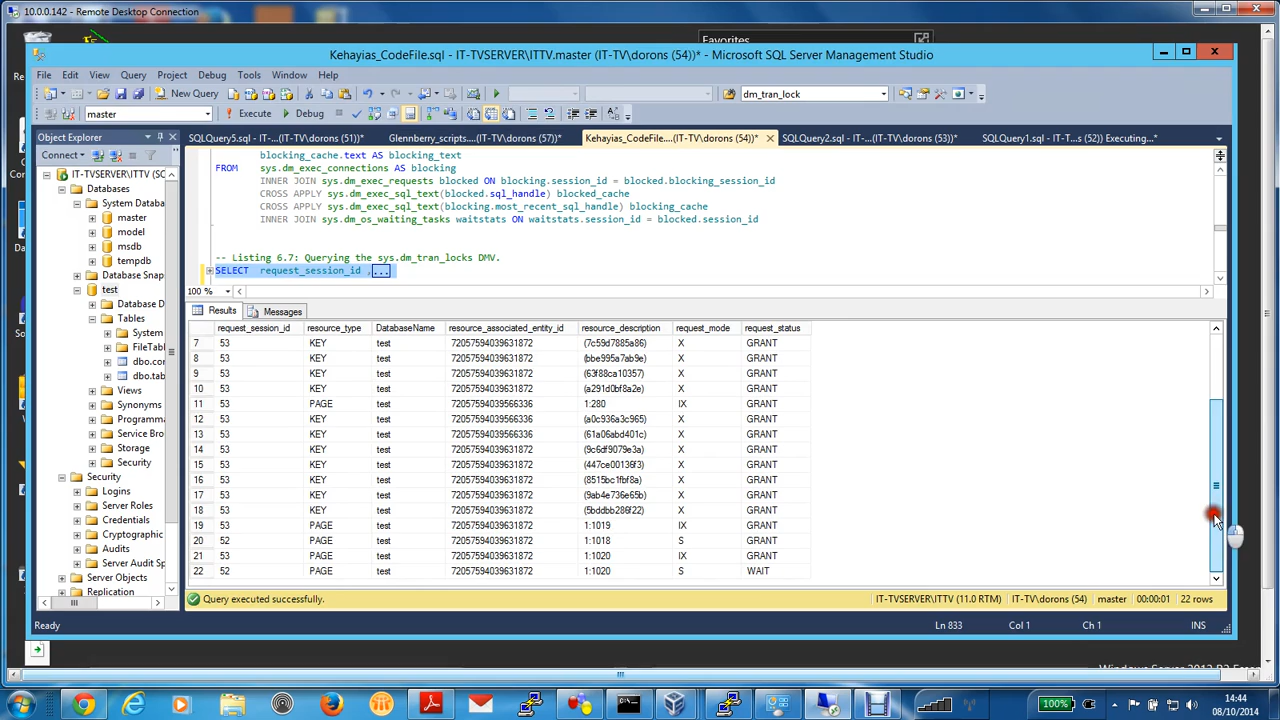 10.0.0.142 - Remote Desktop Connection
Favorites
Kehayias_CodeFile.sql - IT-TVSERVER\ITTV.master (IT-TV\dorons (54))* - Microsoft SQL Server Management Studio
File Edit View Query Project Debug Tools Window Help
New Query dm_tran_lock
master Execute Debug
Object Explorer
SQLQuery5.sql - IT-...(IT-TV\dorons (51))* Glennberry_scripts....(IT-TV\dorons (57))* Kehayias_CodeFile....(IT-TV\dorons (54))* SQLQuery2.sql - IT-...(IT-TV\dorons (53))* SQLQuery1.sql - IT-T...s (52)) Executing...*
Connect
IT-TVSERVER\ITTV (S
Databases
System Databa
master
model
msdb
tempdb
Database Snap
test
Database D
Tables
System
FileTab
dbo.cor
dbo.tab
Views
Synonyms
Programma
Service Bro
Storage
Security
Security
Logins
Server Roles
Credentials
Cryptographic
Audits
Server Audit Sp
Server Objects
Replication
blocking_cache.text AS blocking_text
FROM sys.dm_exec_connections AS blocking
INNER JOIN sys.dm_exec_requests blocked ON blocking.session_id = blocked.blocking_session_id
CROSS APPLY sys.dm_exec_sql_text(blocked.sql_handle) blocked_cache
CROSS APPLY sys.dm_exec_sql_text(blocking.most_recent_sql_handle) blocking_cache
INNER JOIN sys.dm_os_waiting_tasks waitstats ON waitstats.session_id = blocked.session_id
-- Listing 6.7: Querying the sys.dm_tran_locks DMV.
SELECT request_session_id ,...
100 %
Results Messages
request_session_id resource_type DatabaseName resource_associated_entity_id resource_description request_mode request_status
7 53 KEY test 72057594039631872 (7c59d7885a86) X GRANT
8 53 KEY test 72057594039631872 (bbe995a7ab9e) X GRANT
9 53 KEY test 72057594039631872 (63f88ca10357) X GRANT
10 53 KEY test 72057594039631872 (a291d0bf8a2e) X GRANT
11 53 PAGE test 72057594039566336 1:280 IX GRANT
12 53 KEY test 72057594039566336 (a0c936a3c965) X GRANT
13 53 KEY test 72057594039566336 (61a06abd401c) X GRANT
14 53 KEY test 72057594039631872 (9c6df9079e3a) X GRANT
15 53 KEY test 72057594039631872 (447ce00136f3) X GRANT
16 53 KEY test 72057594039631872 (8515bc1fbf8a) X GRANT
17 53 KEY test 72057594039631872 (9ab4e736e65b) X GRANT
18 53 KEY test 72057594039631872 (5bddbb286f22) X GRANT
19 53 PAGE test 72057594039631872 1:1019 IX GRANT
20 52 PAGE test 72057594039631872 1:1018 S GRANT
21 53 PAGE test 72057594039631872 1:1020 IX GRANT
22 52 PAGE test 72057594039631872 1:1020 S WAIT
Query executed successfully. IT-TVSERVER\ITTV (11.0 RTM) IT-TV\dorons (54) master 00:00:01 22 rows
Ready Ln 833 Col 1 Ch 1 INS
100%
14:44
08/10/2014